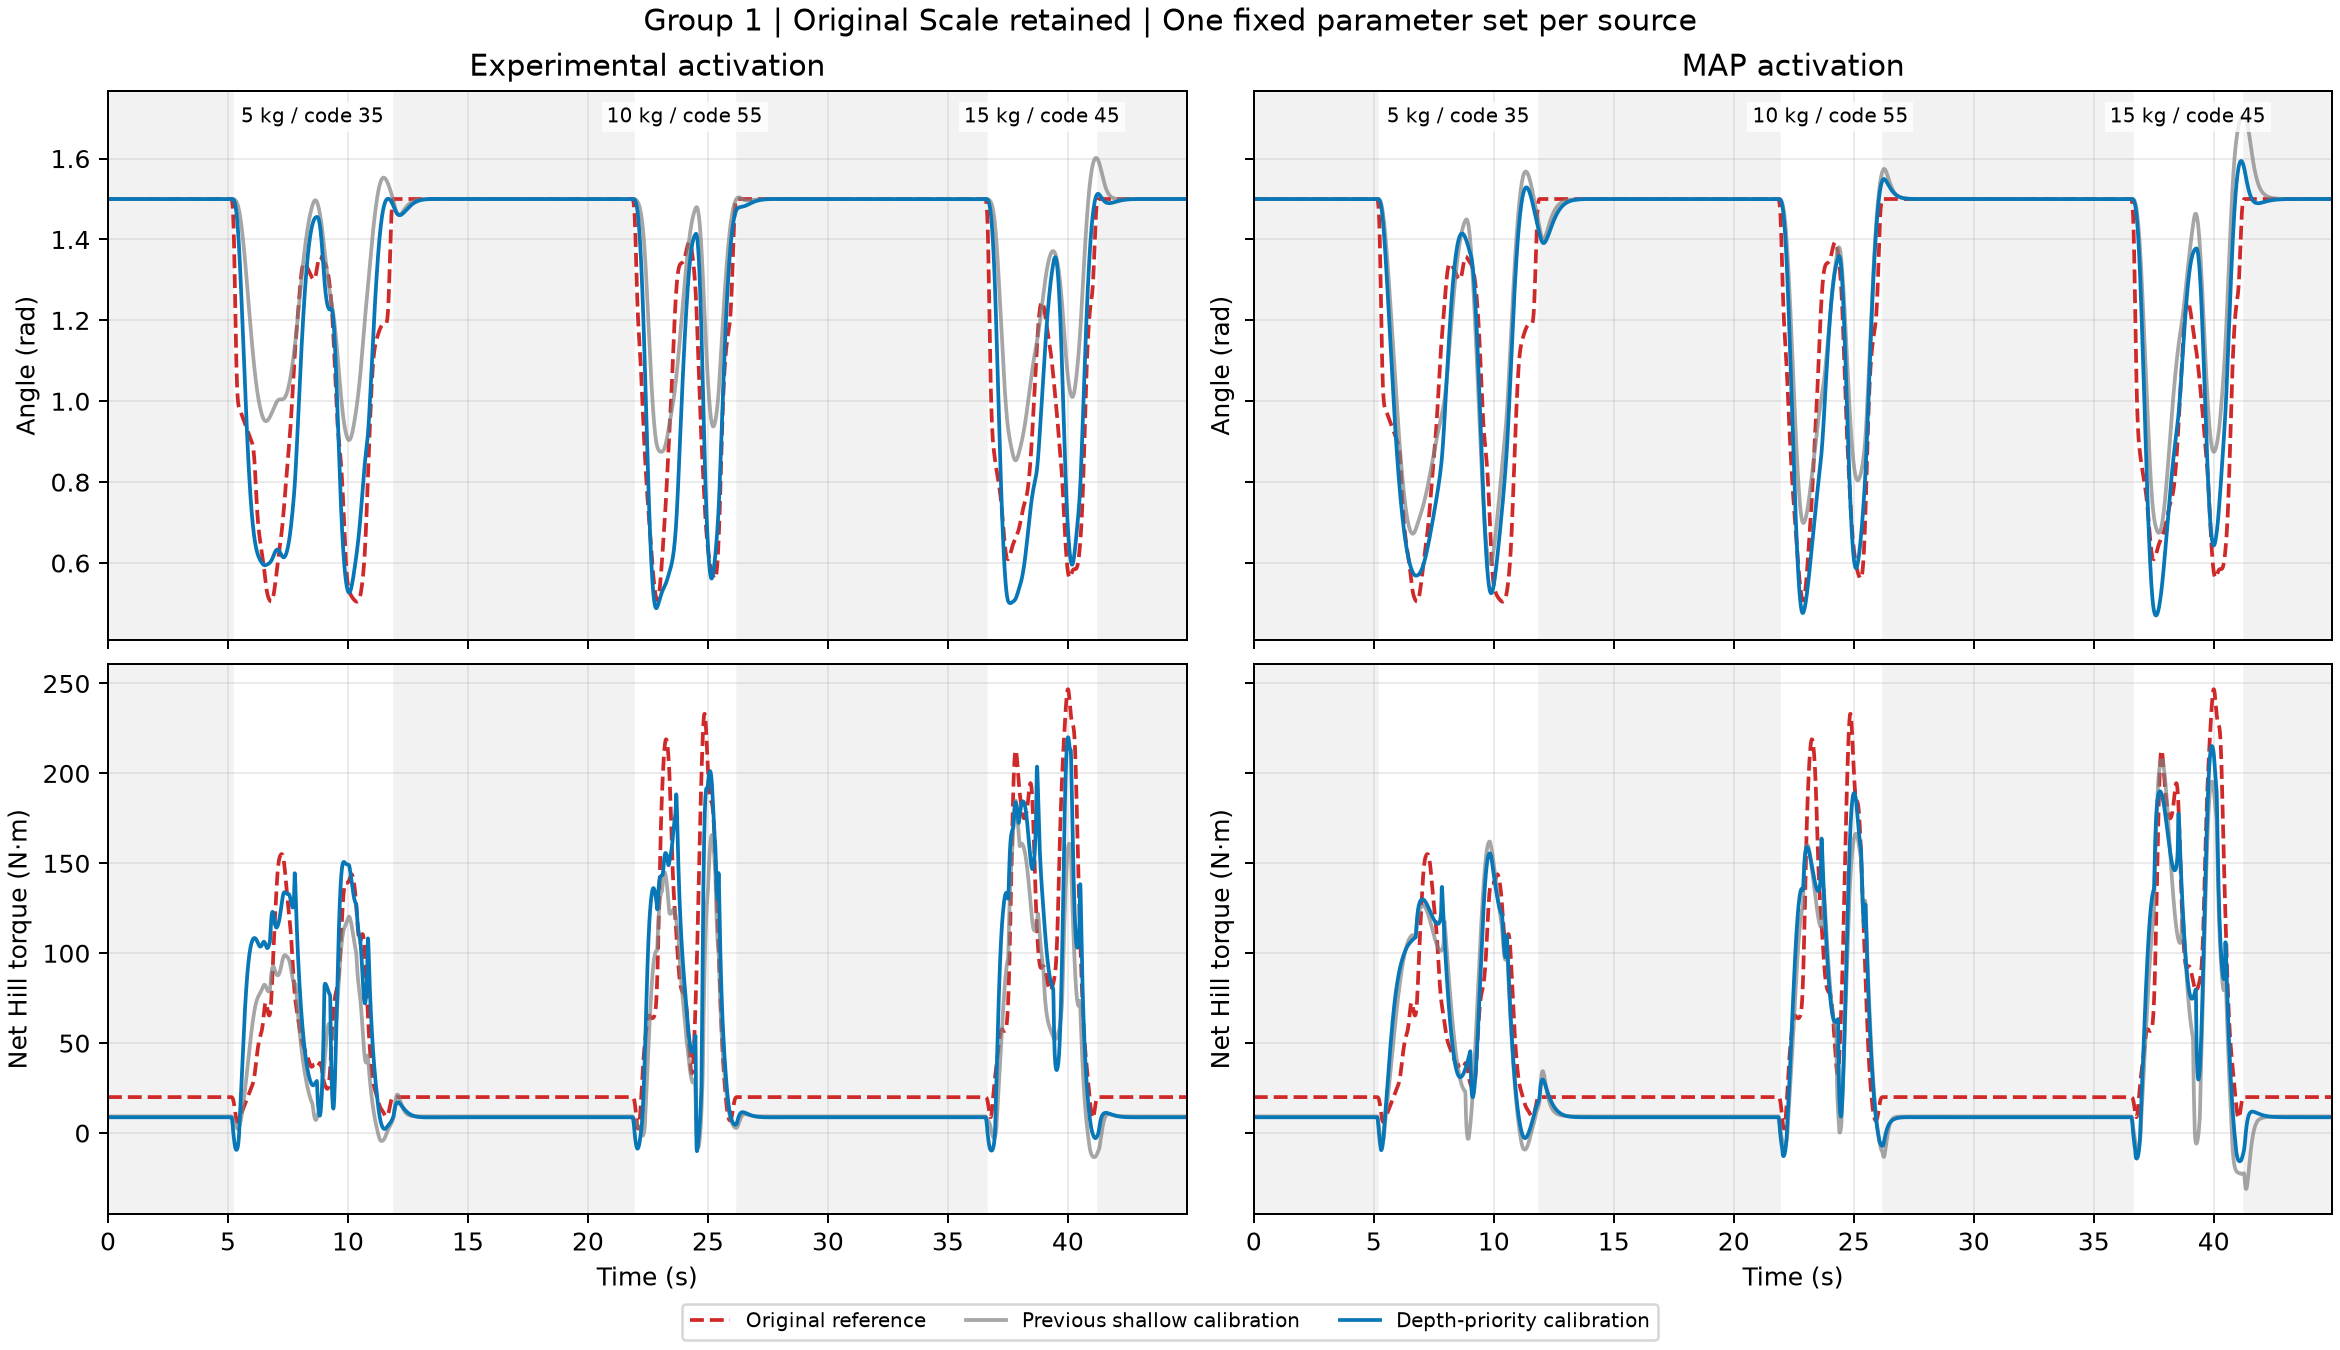 Group 1 | Original Scale retained | One fixed parameter set per source
Experimental activation
MAP activation
5 kg / code 35
10 kg / code 55
15 kg / code 45
5 kg / code 35
10 kg / code 55
15 kg / code 45
1.6
1.4
1.2
1.0
0.8
0.6
Angle (rad)
Angle (rad)
250
200
150
100
50
0
Net Hill torque (N·m)
Net Hill torque (N·m)
0 5 10 15 20 25 30 35 40
0 5 10 15 20 25 30 35 40
Time (s)
Time (s)
Original reference
Previous shallow calibration
Depth-priority calibration